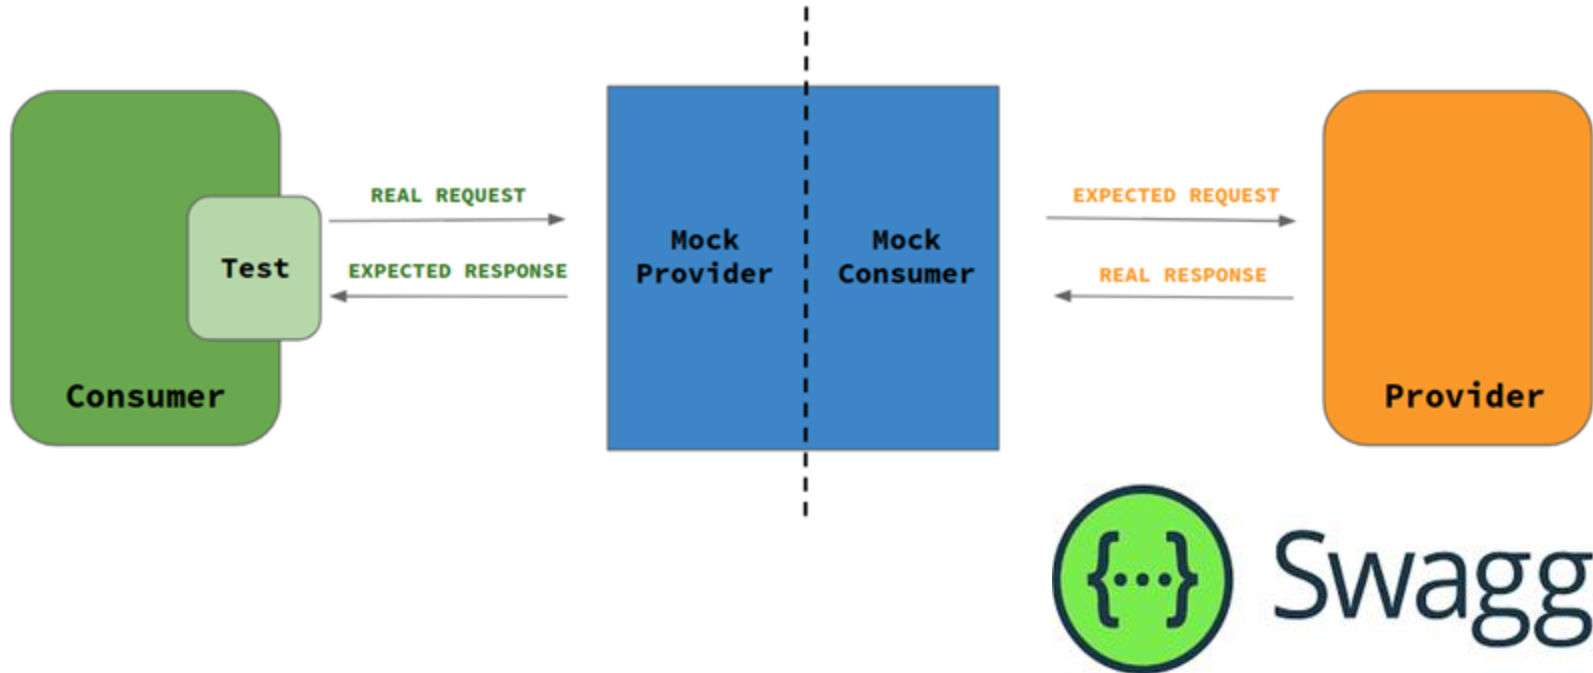 REAL REQUEST
EXPECTED RESPONSE
Test
Consumer
Mock
Provider
Mock
Consumer
EXPECTED REQUEST
REAL RESPONSE
Provider
{···} Swagg